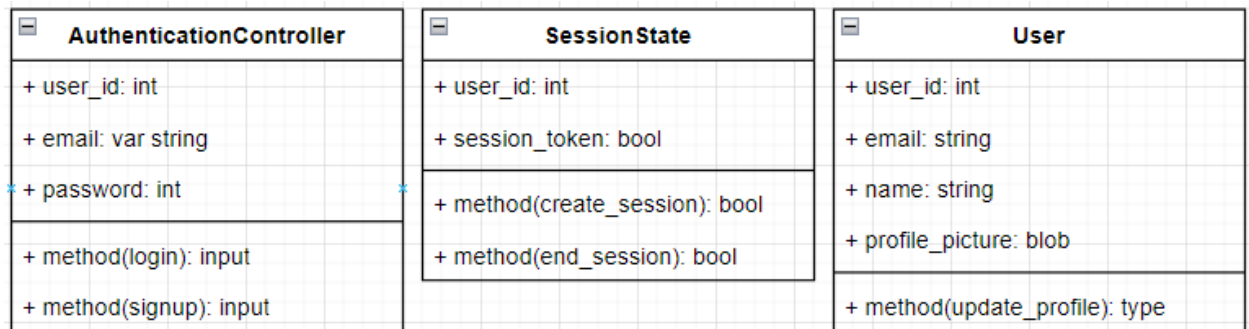 AuthenticationController
+ user_id: int
+ email: var string
+ password: int
+ method(login): input
+ method(signup): input
SessionState
+ user_id: int
+ session_token: bool
+ method(create_session): bool
+ method(end_session): bool
User
+ user_id: int
+ email: string
+ name: string
+ profile_picture: blob
+ method(update_profile): type